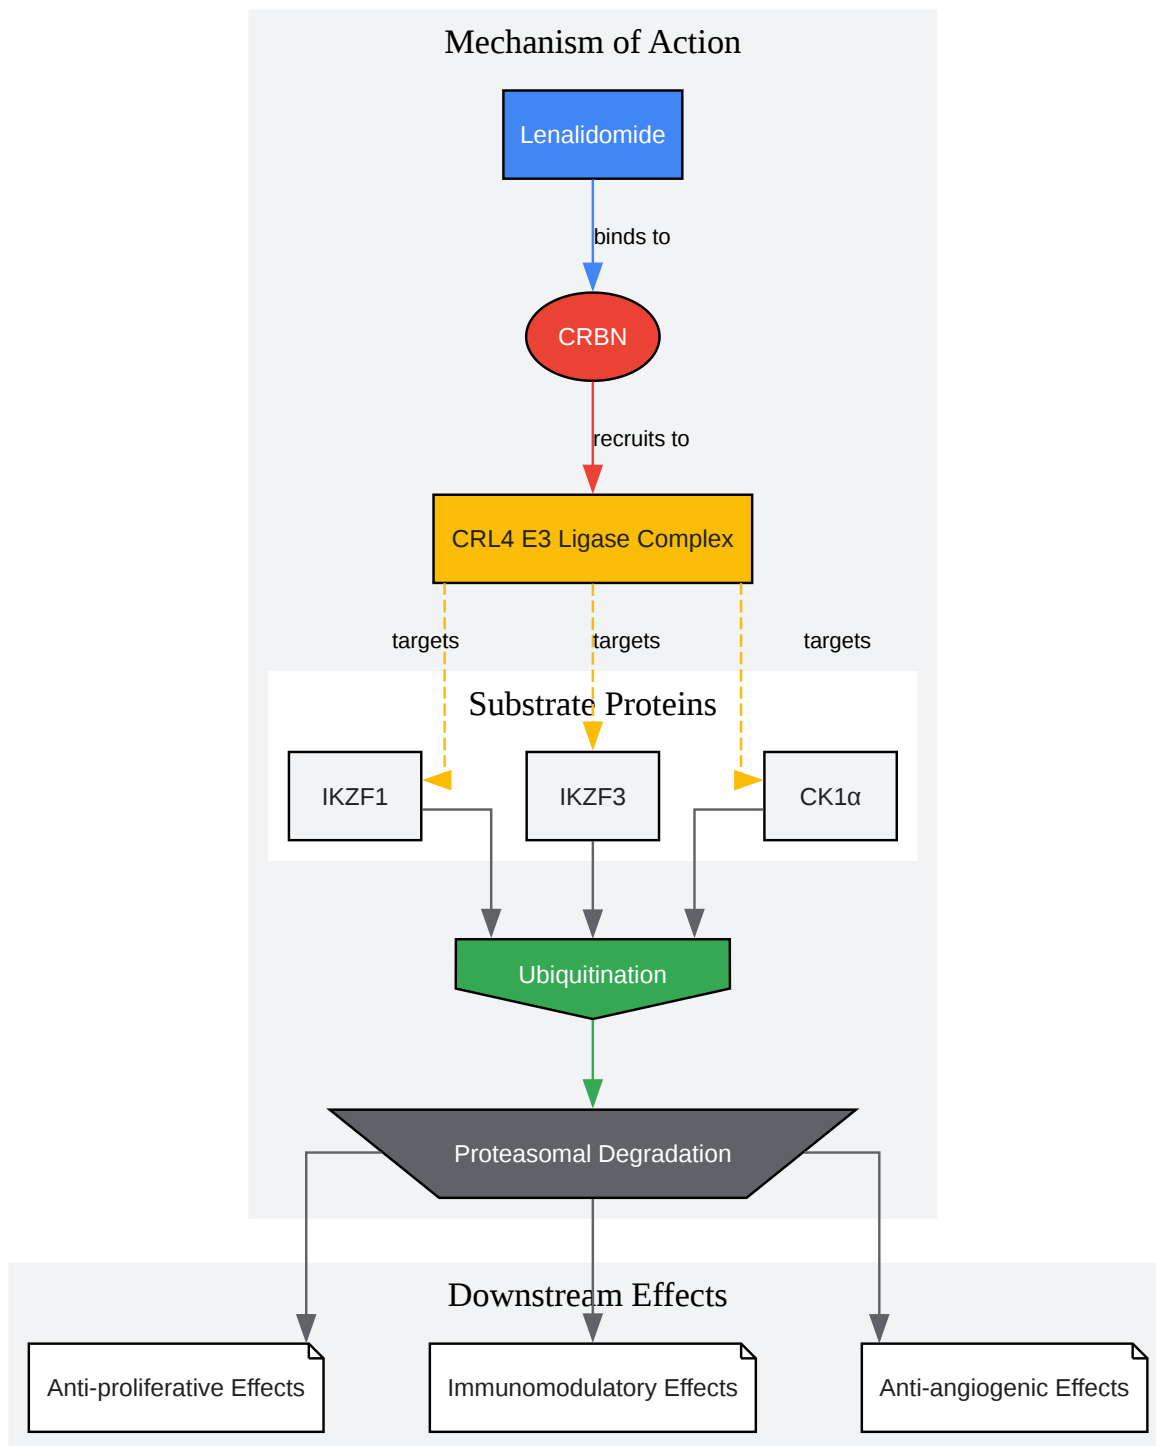 Mechanism of Action
Lenalidomide
binds to
CRBN
recruits to
CRL4 E3 Ligase Complex
targets
targets
targets
Substrate Proteins
IKZF1
IKZF3
CK1α
Ubiquitination
Proteasomal Degradation
Downstream Effects
Anti-proliferative Effects
Immunomodulatory Effects
Anti-angiogenic Effects